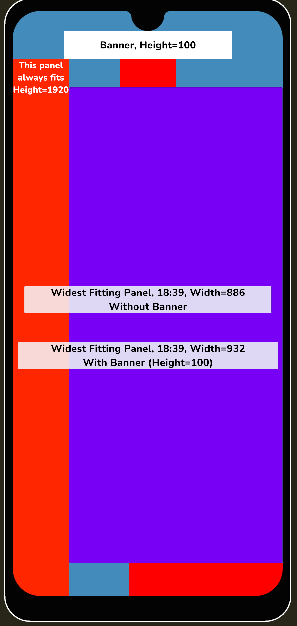 Banner, Height=100
This panel
always fits
Height=1920
Widest Fitting Panel, 18:39, Width=886
Without Banner
Widest Fitting Panel, 18:39, Width=932
With Banner (Height=100)